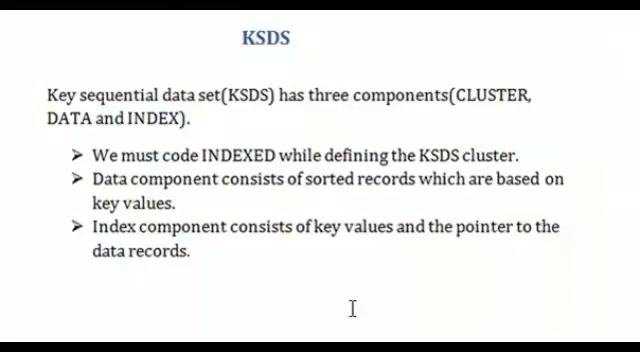 KSDS
Key sequential data set(KSDS) has three components(CLUSTER,
DATA and INDEX).
➢ We must code INDEXED while defining the KSDS cluster.
➢ Data component consists of sorted records which are based on
key values.
➢ Index component consists of key values and the pointer to the
data records.